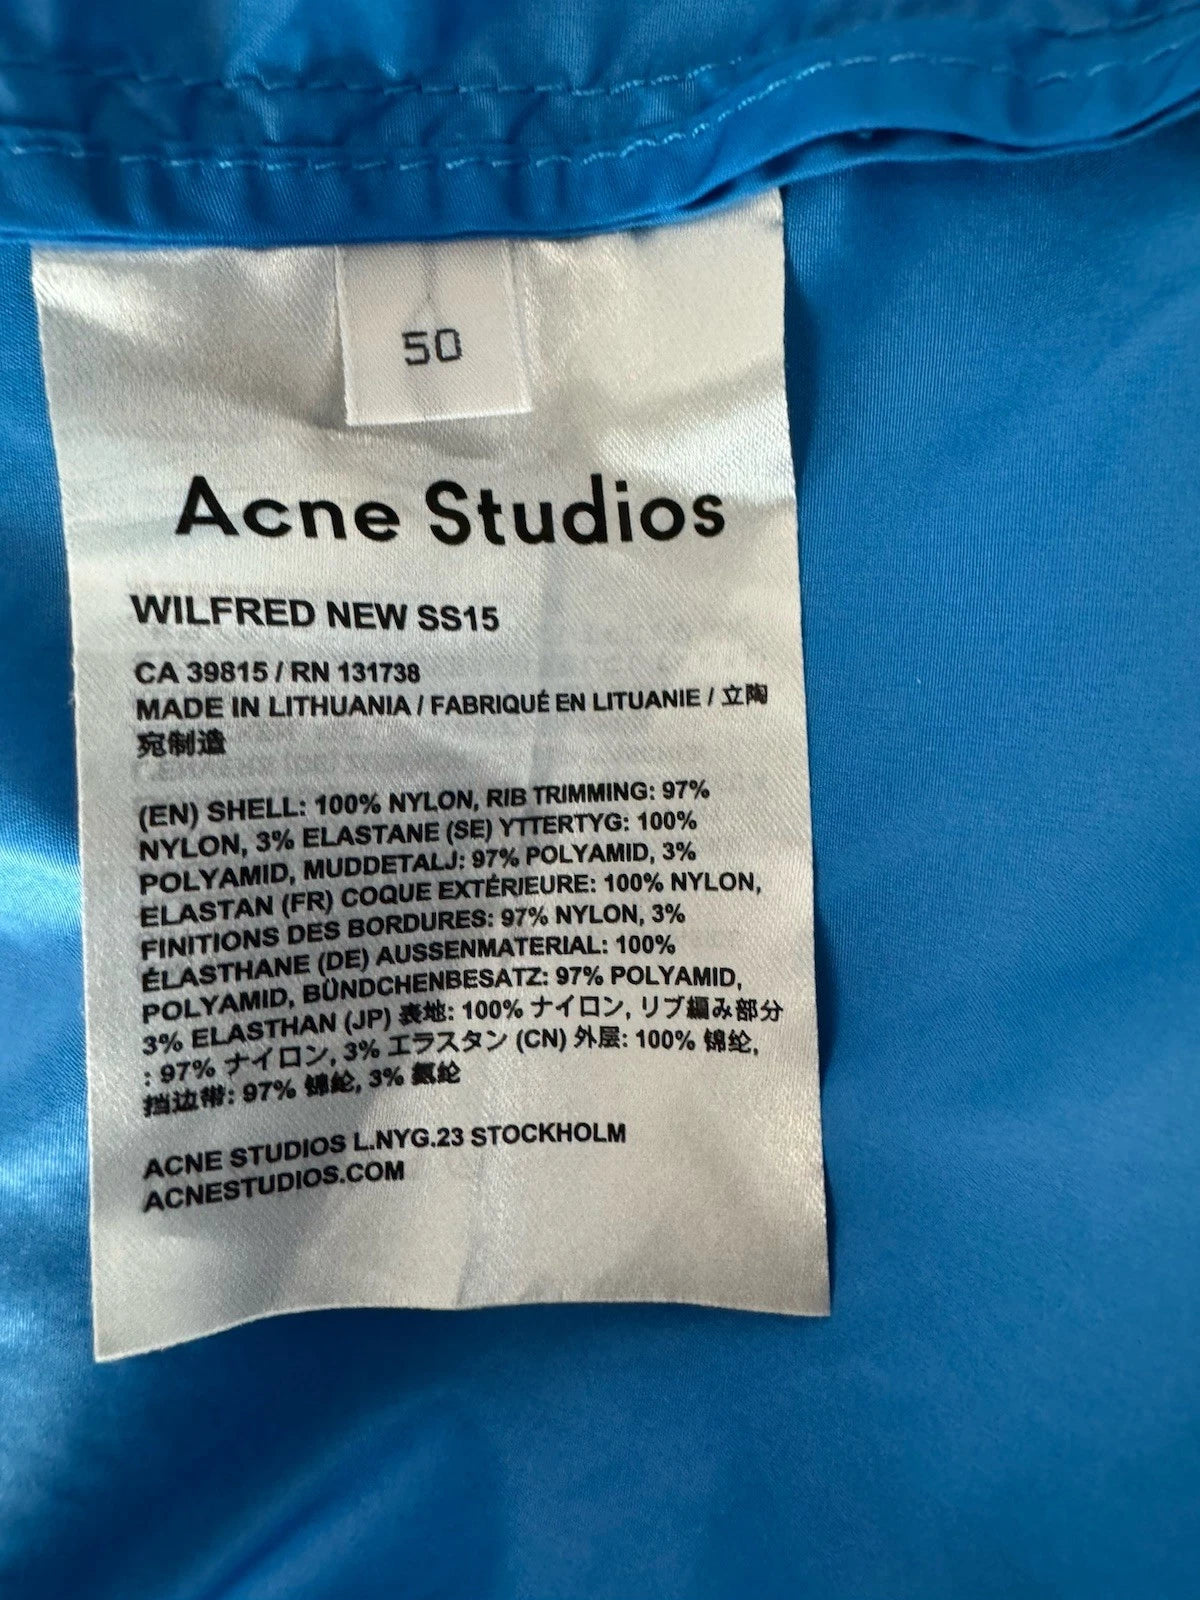 50
Acne Studios
WILFRED NEW SS15
CA 39815 / RN 131738
MADE IN LITHUANIA / FABRIQUÉ EN LITUANIE / 立陶
宛制造
(EN) SHELL: 100% NYLON, RIB TRIMMING: 97%
NYLON, 3% ELASTANE (SE) YTTERTYG: 100%
POLYAMID, MUDDETALJ: 97% POLYAMID, 3%
ELASTAN (FR) COQUE EXTÉRIEURE: 100% NYLON,
FINITIONS DES BORDURES: 97% NYLON, 3%
ÉLASTHANE (DE) AUSSENMATERIAL: 100%
POLYAMID, BÜNDCHENBESATZ: 97% POLYAMID,
3% ELASTHAN (JP) 表地: 100% ナイロン, リブ編み部分
: 97% ナイロン, 3% エラスタン (CN) 外层: 100% 锦纶,
挡边带: 97% 锦纶, 3% 氨纶
ACNE STUDIOS L.NYG.23 STOCKHOLM
ACNESTUDIOS.COM